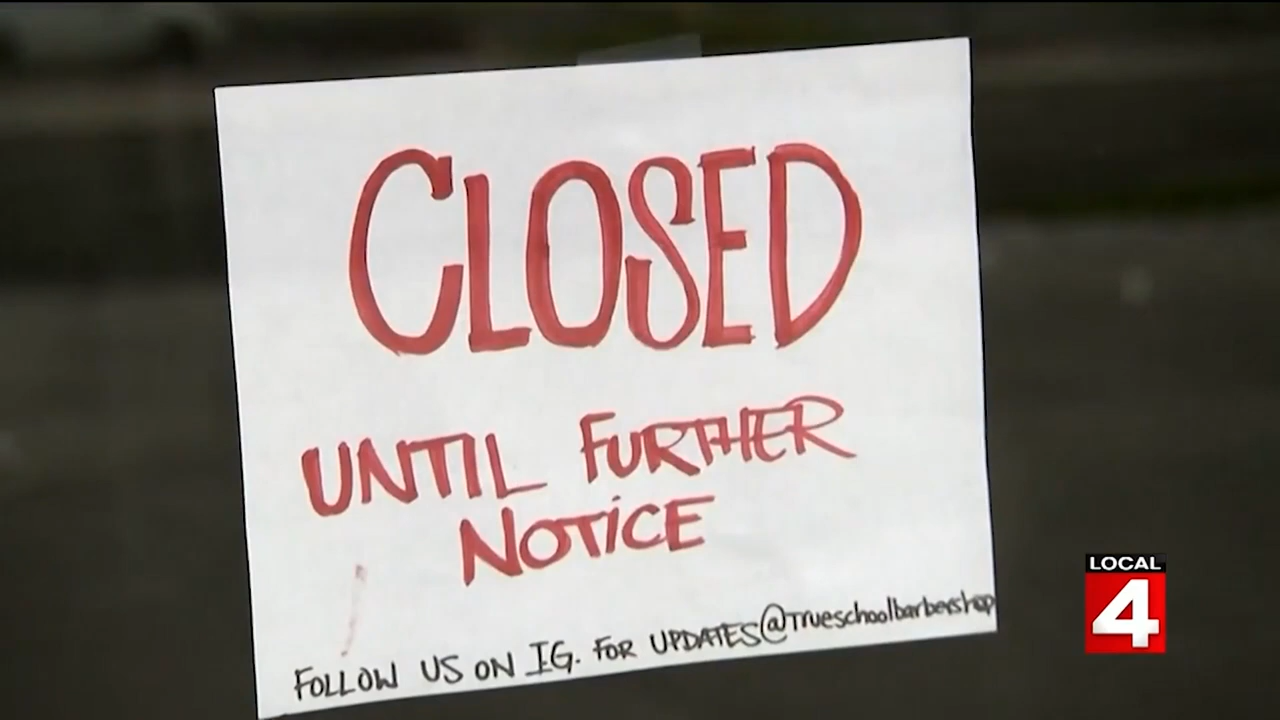 CLOSED
UNTIL FURTHER
NOTICE
FOLLOW US ON IG. FOR UPDATES@Trueschoolbarbershop
LOCAL
4